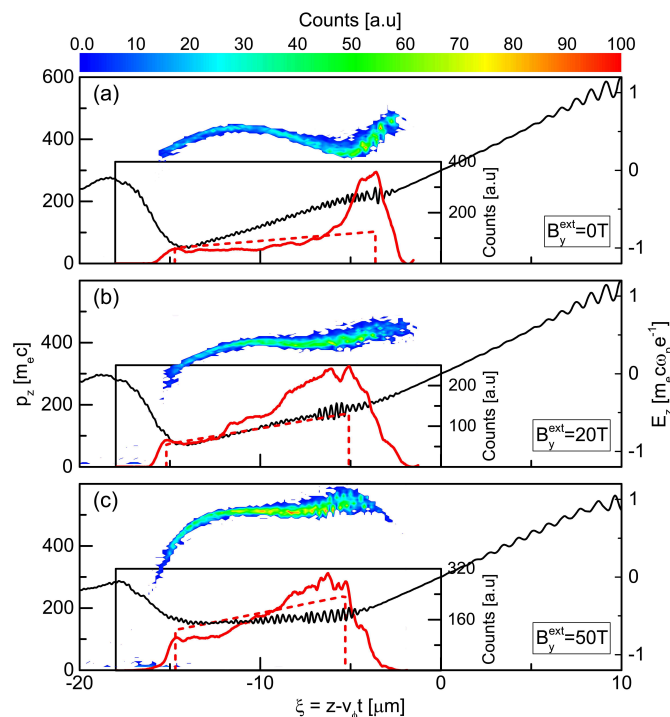 Counts [a.u]
0.0 10 20 30 40 50 60 70 80 90 100
(a)
600
400
200
0
400
200
Counts [a.u]
1
0
-1
B_y^ext=0T
(b)
400
200
0
200
100
Counts [a.u]
1
0
-1
B_y^ext=20T
p_z [m_e c]
E_z [m_e cω_p e^-1]
(c)
400
200
0
320
160
Counts [a.u]
1
0
-1
B_y^ext=50T
-20 -10 0 10
ξ = z-v_ϕ t [μm]